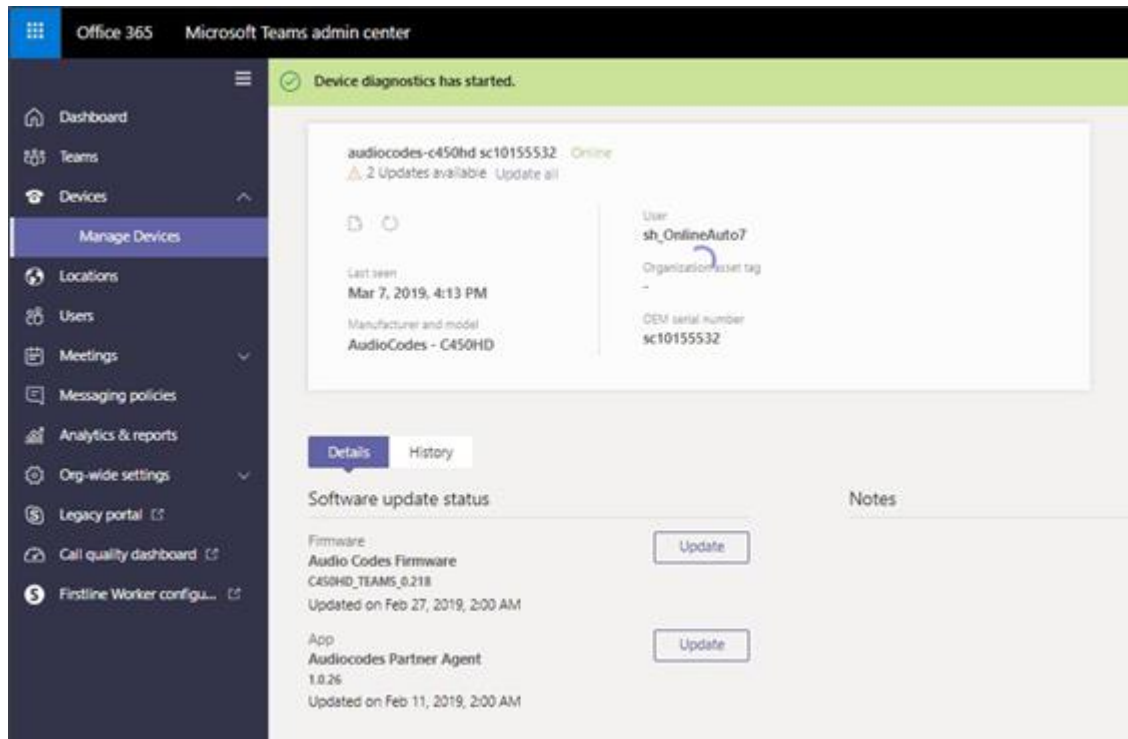 Office 365 Microsoft Teams admin center
Device diagnostics has started.
Dashboard
Teams
Devices
Manage Devices
Locations
Users
Meetings
Messaging policies
Analytics & reports
Org-wide settings
Legacy portal
Call quality dashboard
Firstline Worker configu...
audiocodes-c450hd sc10155532 Online
2 Updates available Update all
Last seen
Mar 7, 2019, 4:13 PM
Manufacturer and model
AudioCodes - C450HD
User
sh_OnlineAuto7
Organization asset tag
-
OEM serial number
sc10155532
Details History
Software update status
Firmware
Audio Codes Firmware
C450HD_TEAMS_0.218
Updated on Feb 27, 2019, 2:00 AM
Update
App
Audiocodes Partner Agent
1.0.26
Updated on Feb 11, 2019, 2:00 AM
Update
Notes